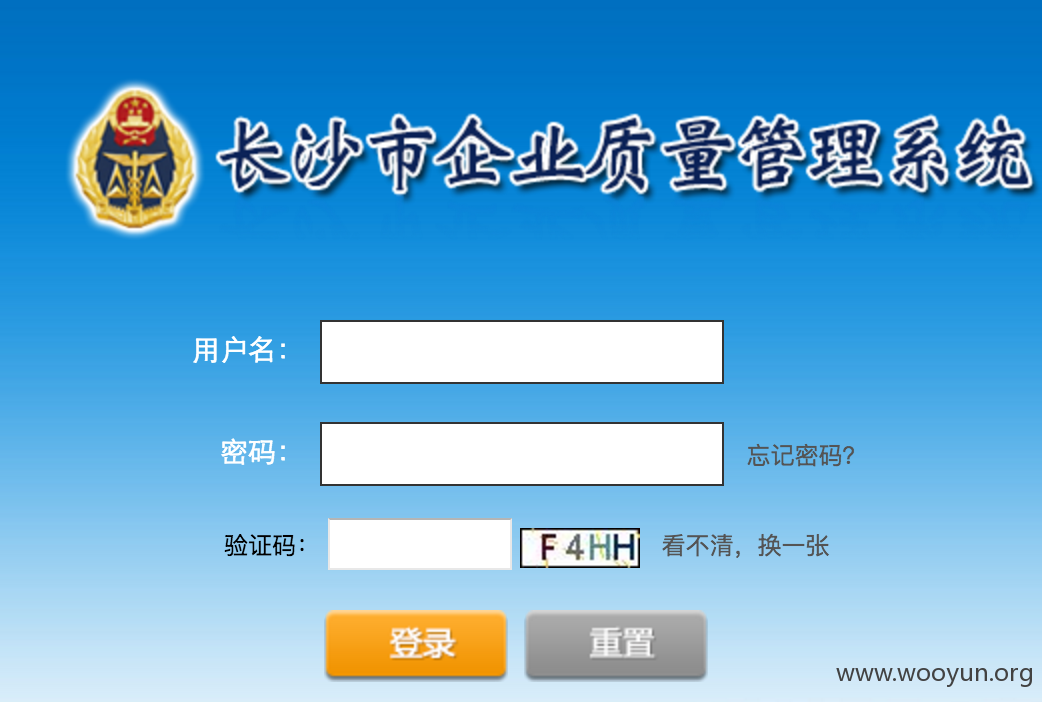 长沙市企业质量管理系统
用户名：
密码： 忘记密码？
验证码： F4HH 看不清，换一张
登录 重置
www.wooyun.org